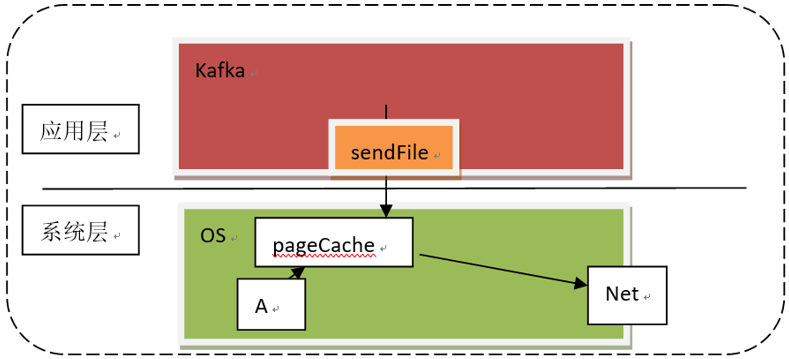 Kafka
应用层
sendFile
系统层
OS
pageCache
A
Net